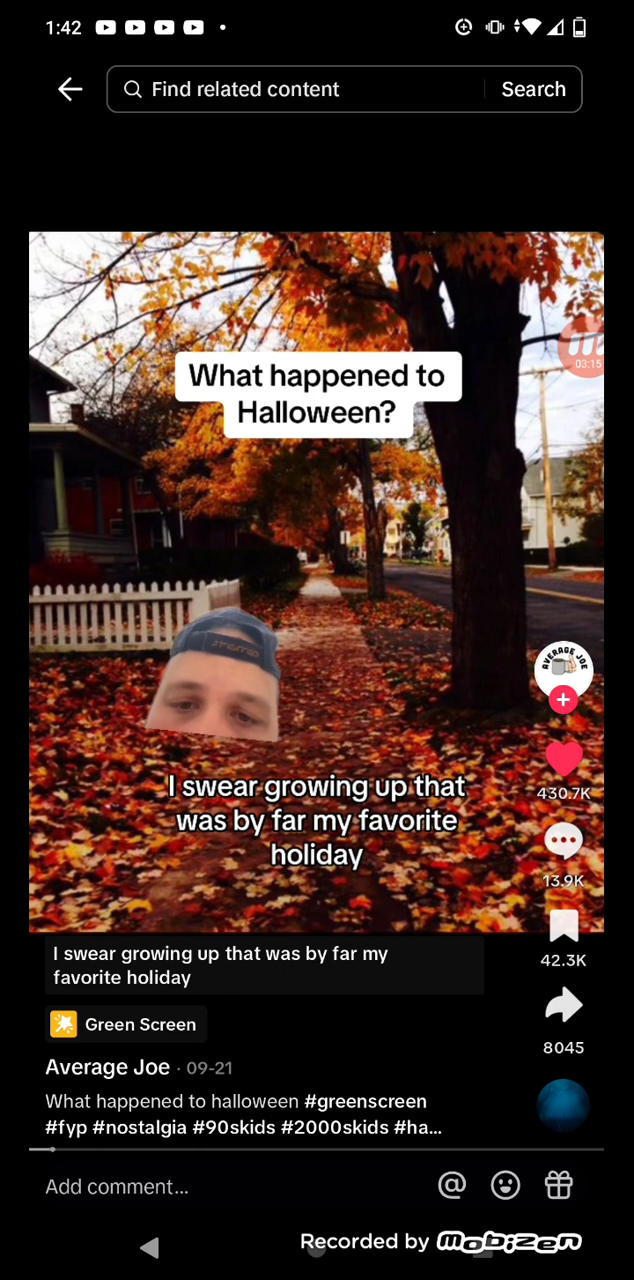 1:42
Find related content
Search
03:15
What happened to
Halloween?
AVERAGE JOE
430.7K
I swear growing up that
was by far my favorite
holiday
13.9K
I swear growing up that was by far my
favorite holiday
42.3K
Green Screen
8045
Average Joe · 09-21
What happened to halloween #greenscreen
#fyp #nostalgia #90skids #2000skids #ha...
Add comment...
@
Recorded by mobizen